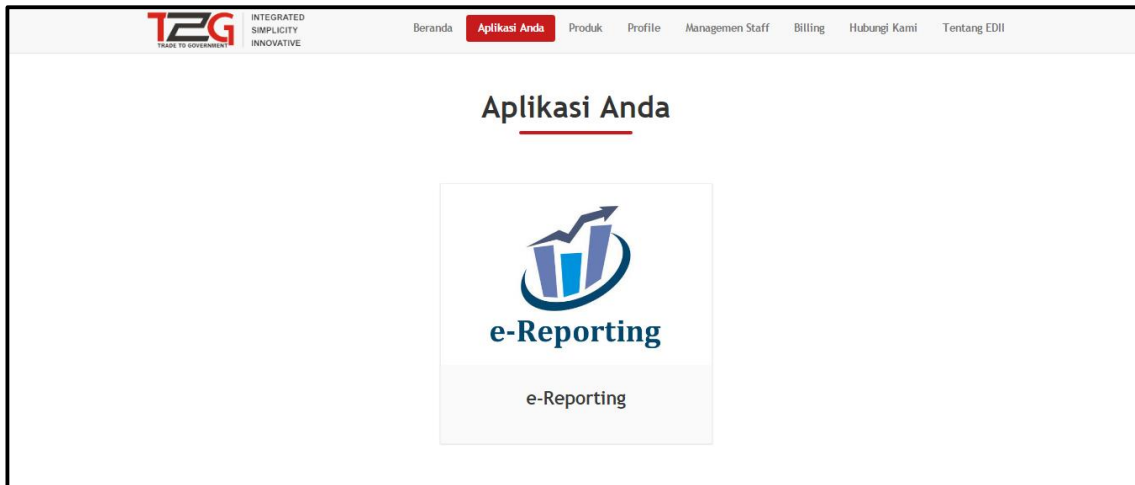 T2G
TRADE TO GOVERNMENT
INTEGRATED
SIMPLICITY
INNOVATIVE
Beranda Aplikasi Anda Produk Profile Managemen Staff Billing Hubungi Kami Tentang EDII
Aplikasi Anda
e-Reporting
e-Reporting